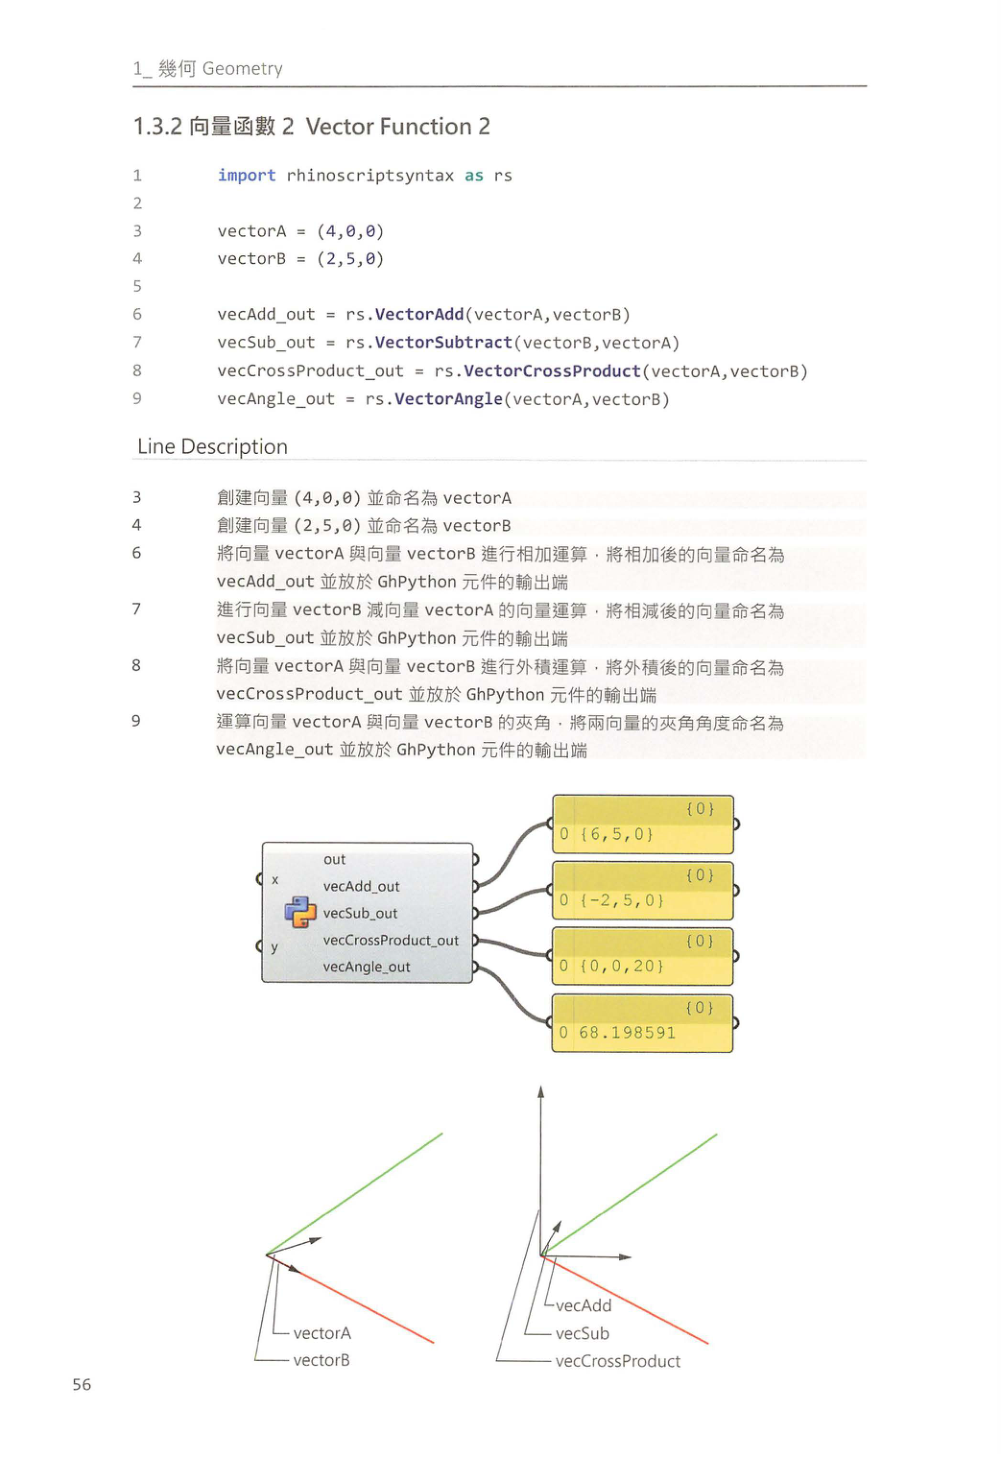 1_ 幾何 Geometry
1.3.2 向量函數 2 Vector Function 2
1 import rhinoscriptsyntax as rs
2
3 vectorA = (4,0,0)
4 vectorB = (2,5,0)
5
6 vecAdd_out = rs.VectorAdd(vectorA,vectorB)
7 vecSub_out = rs.VectorSubtract(vectorB,vectorA)
8 vecCrossProduct_out = rs.VectorCrossProduct(vectorA,vectorB)
9 vecAngle_out = rs.VectorAngle(vectorA,vectorB)
Line Description
3 創建向量 (4,0,0) 並命名為 vectorA
4 創建向量 (2,5,0) 並命名為 vectorB
6 將向量 vectorA 與向量 vectorB 進行相加運算，將相加後的向量命名為
vecAdd_out 並放於 GhPython 元件的輸出端
7 進行向量 vectorB 減向量 vectorA 的向量運算，將相減後的向量命名為
vecSub_out 並放於 GhPython 元件的輸出端
8 將向量 vectorA 與向量 vectorB 進行外積運算，將外積後的向量命名為
vecCrossProduct_out 並放於 GhPython 元件的輸出端
9 運算向量 vectorA 與向量 vectorB 的夾角，將兩向量的夾角角度命名為
vecAngle_out 並放於 GhPython 元件的輸出端
x
y
out
vecAdd_out
vecSub_out
vecCrossProduct_out
vecAngle_out
{0}
0 {6,5,0}
{0}
0 {-2,5,0}
{0}
0 {0,0,20}
{0}
0 68.198591
vectorA
vectorB
vecAdd
vecSub
vecCrossProduct
56